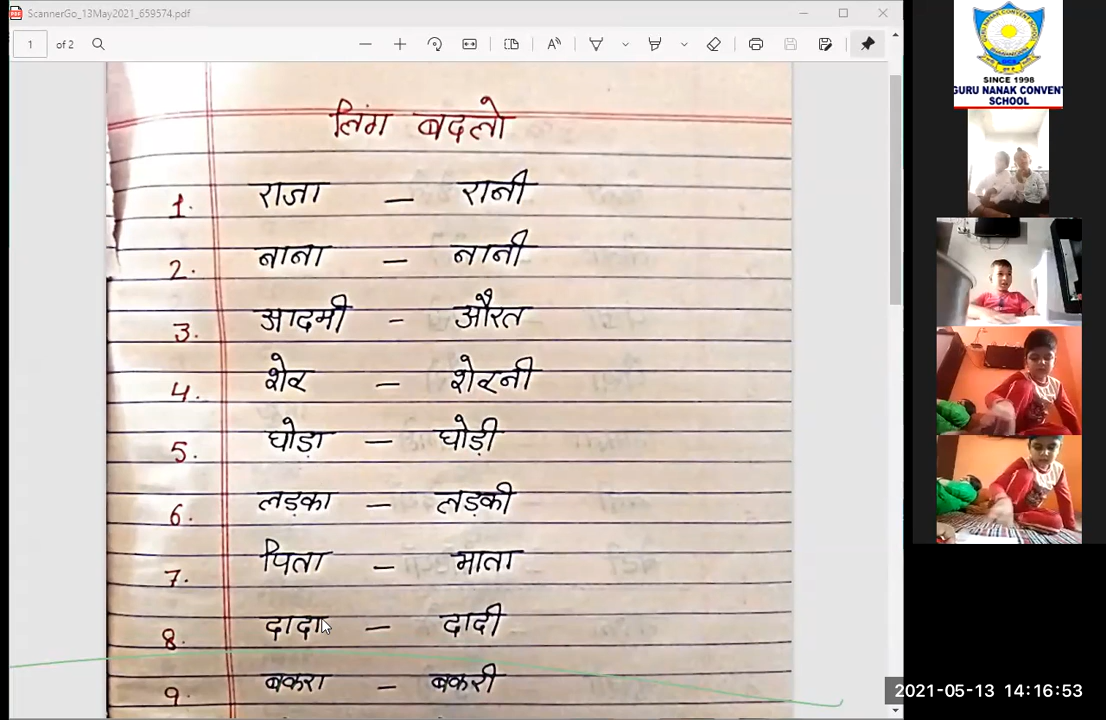 ScannerGo_13May2021_659574.pdf
1 of 2
लिंग बदलो
1. राजा — रानी
2. नाना — नानी
3. आदमी - औरत
4. शेर — शेरनी
5. घोड़ा — घोड़ी
6. लड़का — लड़की
7. पिता — माता
8. दादा — दादी
9. बकरा — बकरी
SINCE 1998
GURU NANAK CONVENT
SCHOOL
2021-05-13 14:16:53